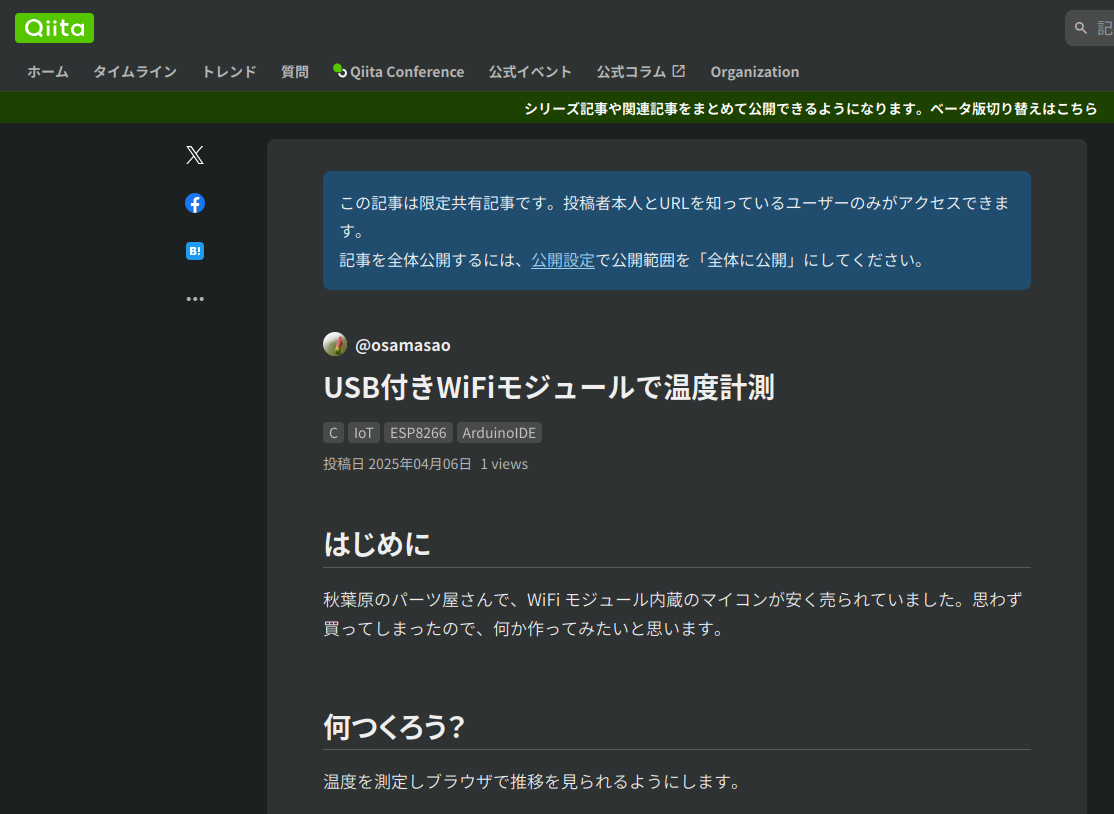 Qiita
記
ホーム タイムライン トレンド 質問 Qiita Conference 公式イベント 公式コラム Organization
シリーズ記事や関連記事をまとめて公開できるようになります。ベータ版切り替えはこちら
B!
この記事は限定共有記事です。投稿者本人とURLを知っているユーザーのみがアクセスできま
す。
記事を全体公開するには、公開設定で公開範囲を「全体に公開」にしてください。
@osamasao
USB付きWiFiモジュールで温度計測
C IoT ESP8266 ArduinoIDE
投稿日 2025年04月06日 1 views
はじめに
秋葉原のパーツ屋さんで、WiFi モジュール内蔵のマイコンが安く売られていました。思わず
買ってしまったので、何か作ってみたいと思います。
何つくろう？
温度を測定しブラウザで推移を見られるようにします。